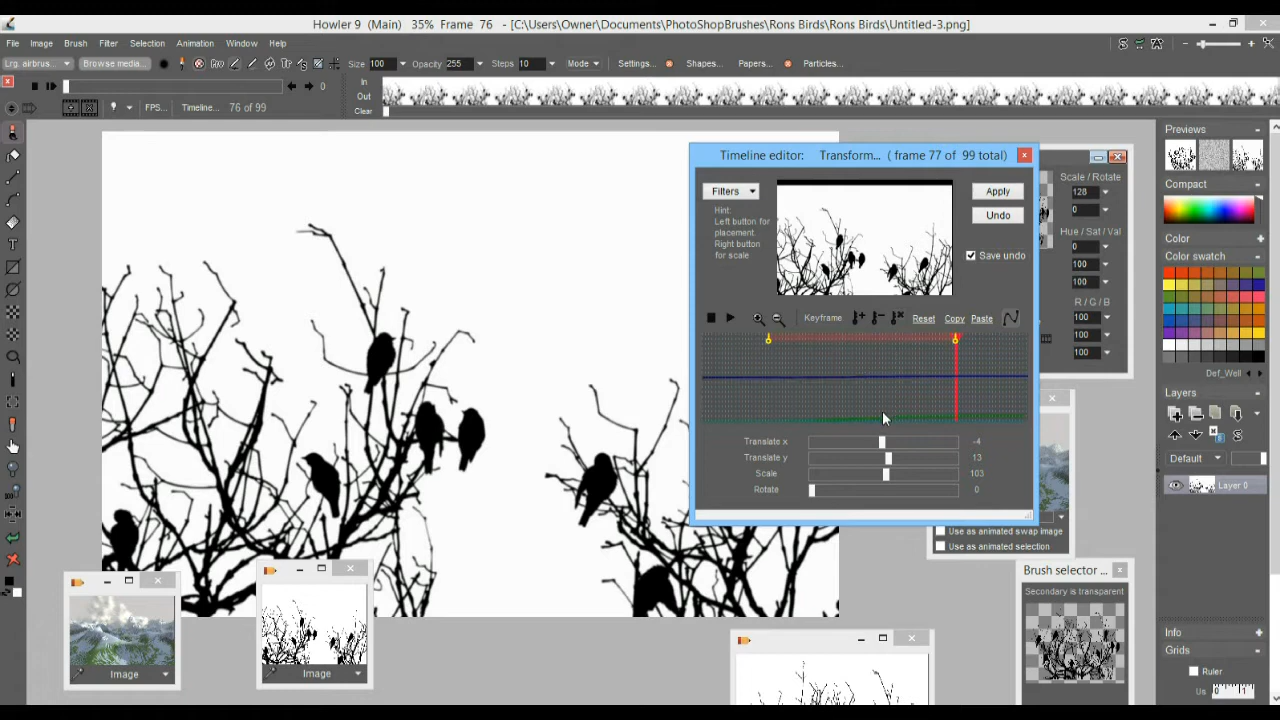 Howler 9 (Main) 35% Frame 76 - [C:\Users\Owner\Documents\PhotoShopBrushes\Rons Birds\Rons Birds\Untitled-3.png]
File Image Brush Filter Selection Animation Window Help
Lrg. airbrus... Browse media... Size 100 Opacity 255 Steps 10 Mode Settings... Shapes... Papers... Particles...
0 In
Out
FPS... Timeline... 76 of 99 Clear
Timeline editor: Transform... ( frame 77 of 99 total)
Filters
Hint:
Left button for
placement.
Right button
for scale
Apply
Undo
Save undo
Keyframe Reset Copy Paste
Translate x -4
Translate y 13
Scale 103
Rotate 0
Scale / Rotate
128
0
Hue / Sat / Val
0
100
100
R / G / B
100
100
100
Use as animated swap image
Use as animated selection
Brush selector ...
Secondary is transparent
Image
Image
Previews
Compact
Color
Color swatch
Def_Well
Layers
Default
Layer 0
Info
Grids
Ruler
Us 0 1